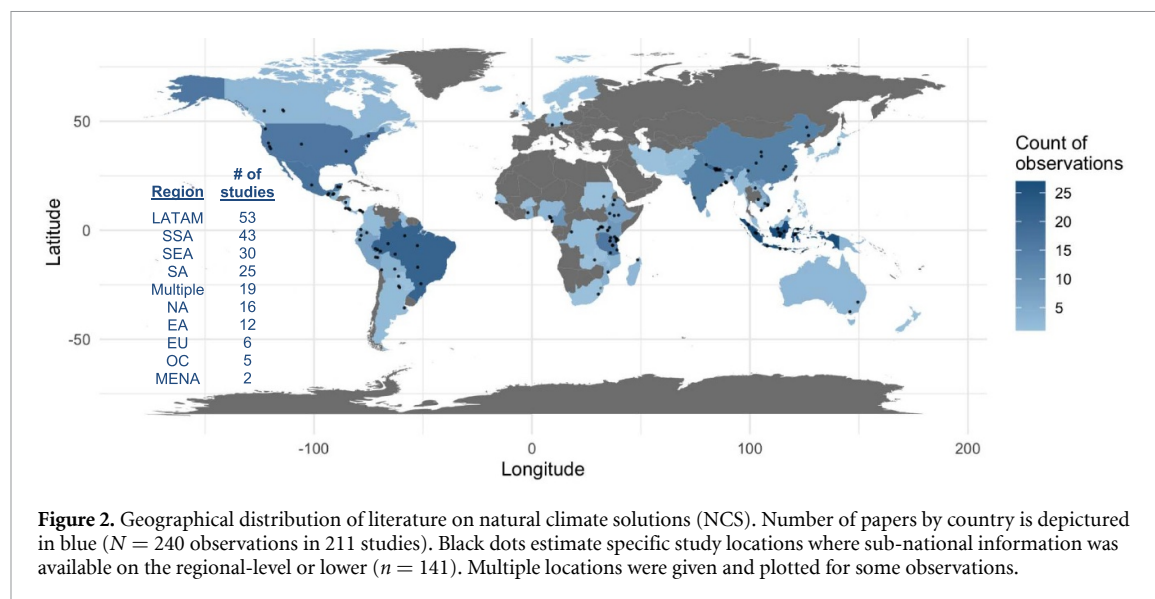 50
0
-50
Latitude
-100
0
100
200
Longitude
# of
Region studies
LATAM 53
SSA 43
SEA 30
SA 25
Multiple 19
NA 16
EA 12
EU 6
OC 5
MENA 2
Count of
observations
25
20
15
10
5
Figure 2. Geographical distribution of literature on natural climate solutions (NCS). Number of papers by country is depictured
in blue (N = 240 observations in 211 studies). Black dots estimate specific study locations where sub-national information was
available on the regional-level or lower (n = 141). Multiple locations were given and plotted for some observations.